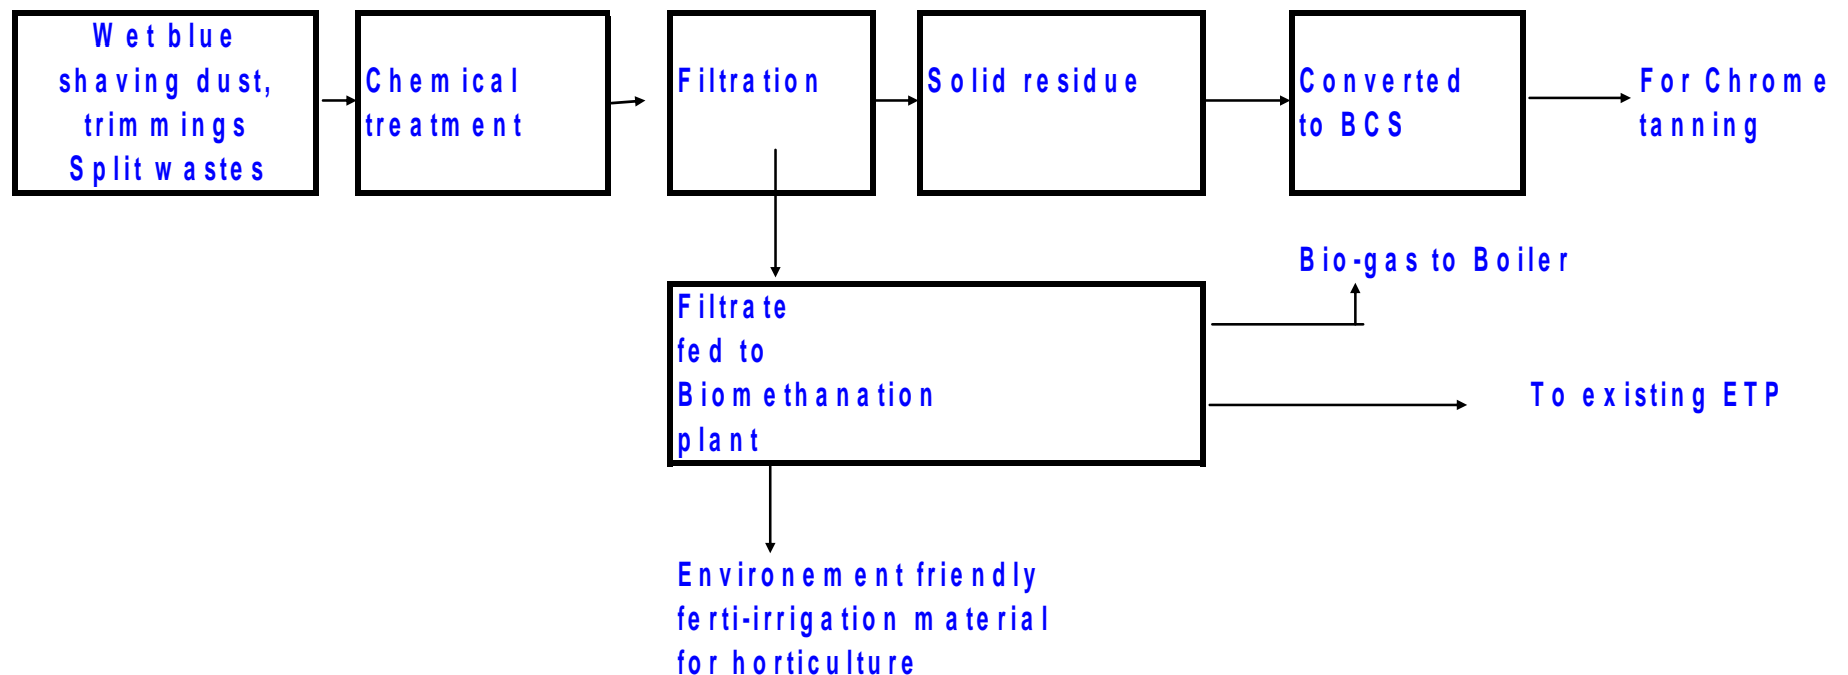 Wet blue
shaving dust,
trimmings
Split wastes
Chemical
treatment
Filtration
Solid residue
Converted
to BCS
For Chrome
tanning
Bio-gas to Boiler
Filtrate
fed to
Biomethanation
plant
To existing ETP
Environement friendly
ferti-irrigation material
for horticulture